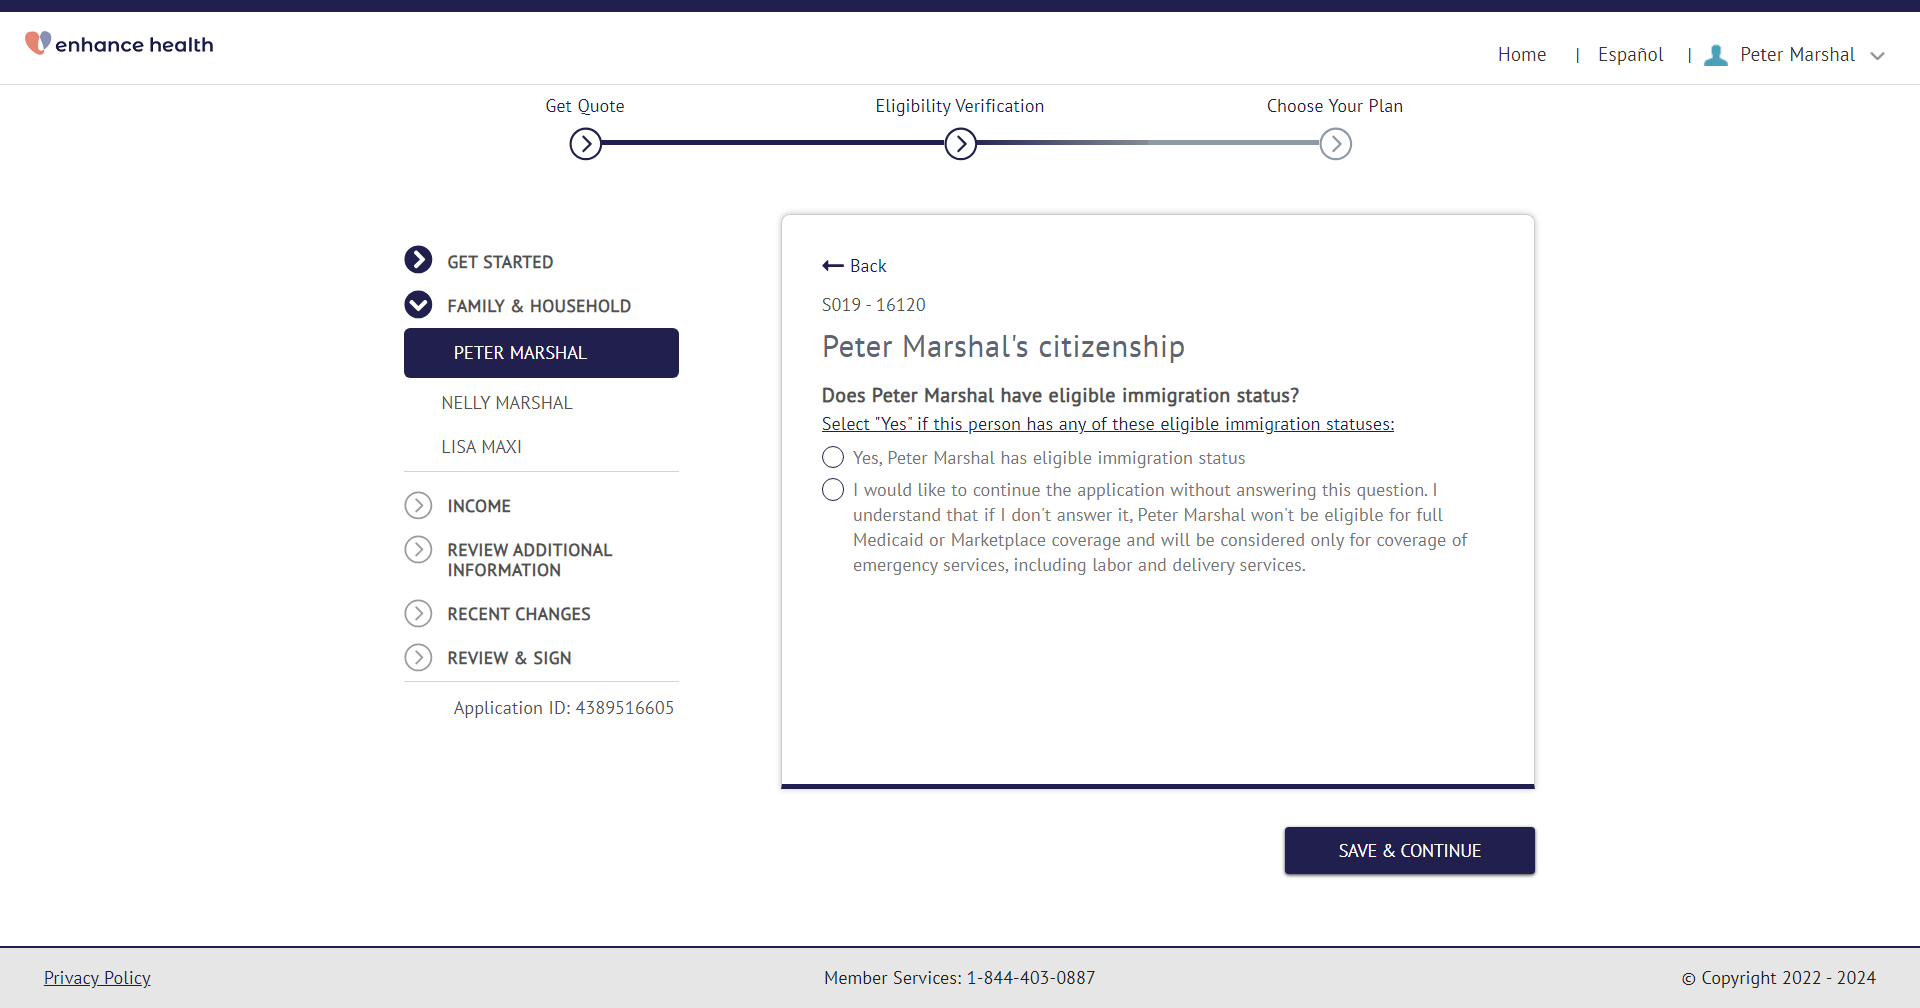 enhance health
Home | Español | Peter Marshal
Get Quote
Eligibility Verification
Choose Your Plan
GET STARTED
FAMILY & HOUSEHOLD
PETER MARSHAL
NELLY MARSHAL
LISA MAXI
INCOME
REVIEW ADDITIONAL
INFORMATION
RECENT CHANGES
REVIEW & SIGN
Application ID: 4389516605
Back
S019 - 16120
Peter Marshal's citizenship
Does Peter Marshal have eligible immigration status?
Select "Yes" if this person has any of these eligible immigration statuses:
Yes, Peter Marshal has eligible immigration status
I would like to continue the application without answering this question. I
understand that if I don't answer it, Peter Marshal won't be eligible for full
Medicaid or Marketplace coverage and will be considered only for coverage of
emergency services, including labor and delivery services.
SAVE & CONTINUE
Privacy Policy
Member Services: 1-844-403-0887
© Copyright 2022 - 2024